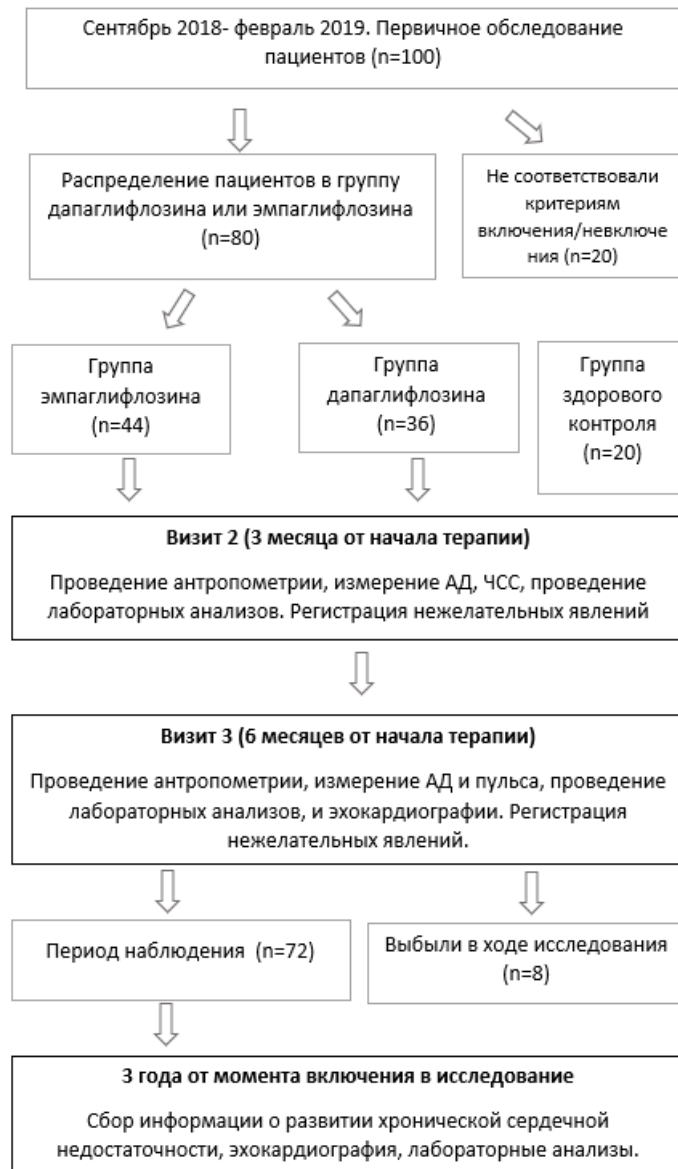 Сентябрь 2018- февраль 2019. Первичное обследование
пациентов (n=100)
Распределение пациентов в группу
дапаглифлозина или эмпаглифлозина
(n=80)
Не соответствовали
критериям
включения/невключе
ния (n=20)
Группа
эмпаглифлозина
(n=44)
Группа
дапаглифлозина
(n=36)
Группа
здорового
контроля
(n=20)
Визит 2 (3 месяца от начала терапии)
Проведение антропометрии, измерение АД, ЧСС, проведение
лабораторных анализов. Регистрация нежелательных явлений
Визит 3 (6 месяцев от начала терапии)
Проведение антропометрии, измерение АД и пульса, проведение
лабораторных анализов, и эхокардиографии. Регистрация
нежелательных явлений.
Период наблюдения (n=72)
Выбыли в ходе исследования
(n=8)
3 года от момента включения в исследование
Сбор информации о развитии хронической сердечной
недостаточности, эхокардиография, лабораторные анализы.